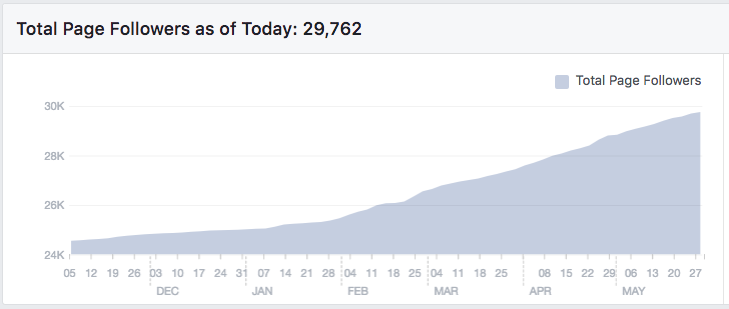 Total Page Followers as of Today: 29,762
Total Page Followers
30K
28K
26K
24K
05 12 19 26 03 10 17 24 31 07 14 21 28 04 11 18 25 04 11 18 25 08 15 22 29 06 13 20 27
DEC JAN FEB MAR APR MAY